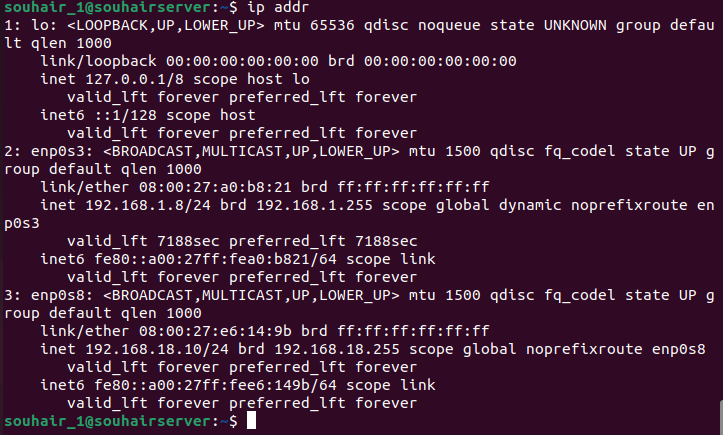 souhair_1@souhairserver:~$ ip addr
1: lo: <LOOPBACK,UP,LOWER_UP> mtu 65536 qdisc noqueue state UNKNOWN group defau
lt qlen 1000
    link/loopback 00:00:00:00:00:00 brd 00:00:00:00:00:00
    inet 127.0.0.1/8 scope host lo
       valid_lft forever preferred_lft forever
    inet6 ::1/128 scope host
       valid_lft forever preferred_lft forever
2: enp0s3: <BROADCAST,MULTICAST,UP,LOWER_UP> mtu 1500 qdisc fq_codel state UP g
roup default qlen 1000
    link/ether 08:00:27:a0:b8:21 brd ff:ff:ff:ff:ff:ff
    inet 192.168.1.8/24 brd 192.168.1.255 scope global dynamic noprefixroute en
p0s3
       valid_lft 7188sec preferred_lft 7188sec
    inet6 fe80::a00:27ff:fea0:b821/64 scope link
       valid_lft forever preferred_lft forever
3: enp0s8: <BROADCAST,MULTICAST,UP,LOWER_UP> mtu 1500 qdisc fq_codel state UP g
roup default qlen 1000
    link/ether 08:00:27:e6:14:9b brd ff:ff:ff:ff:ff:ff
    inet 192.168.18.10/24 brd 192.168.18.255 scope global noprefixroute enp0s8
       valid_lft forever preferred_lft forever
    inet6 fe80::a00:27ff:fee6:149b/64 scope link
       valid_lft forever preferred_lft forever
souhair_1@souhairserver:~$